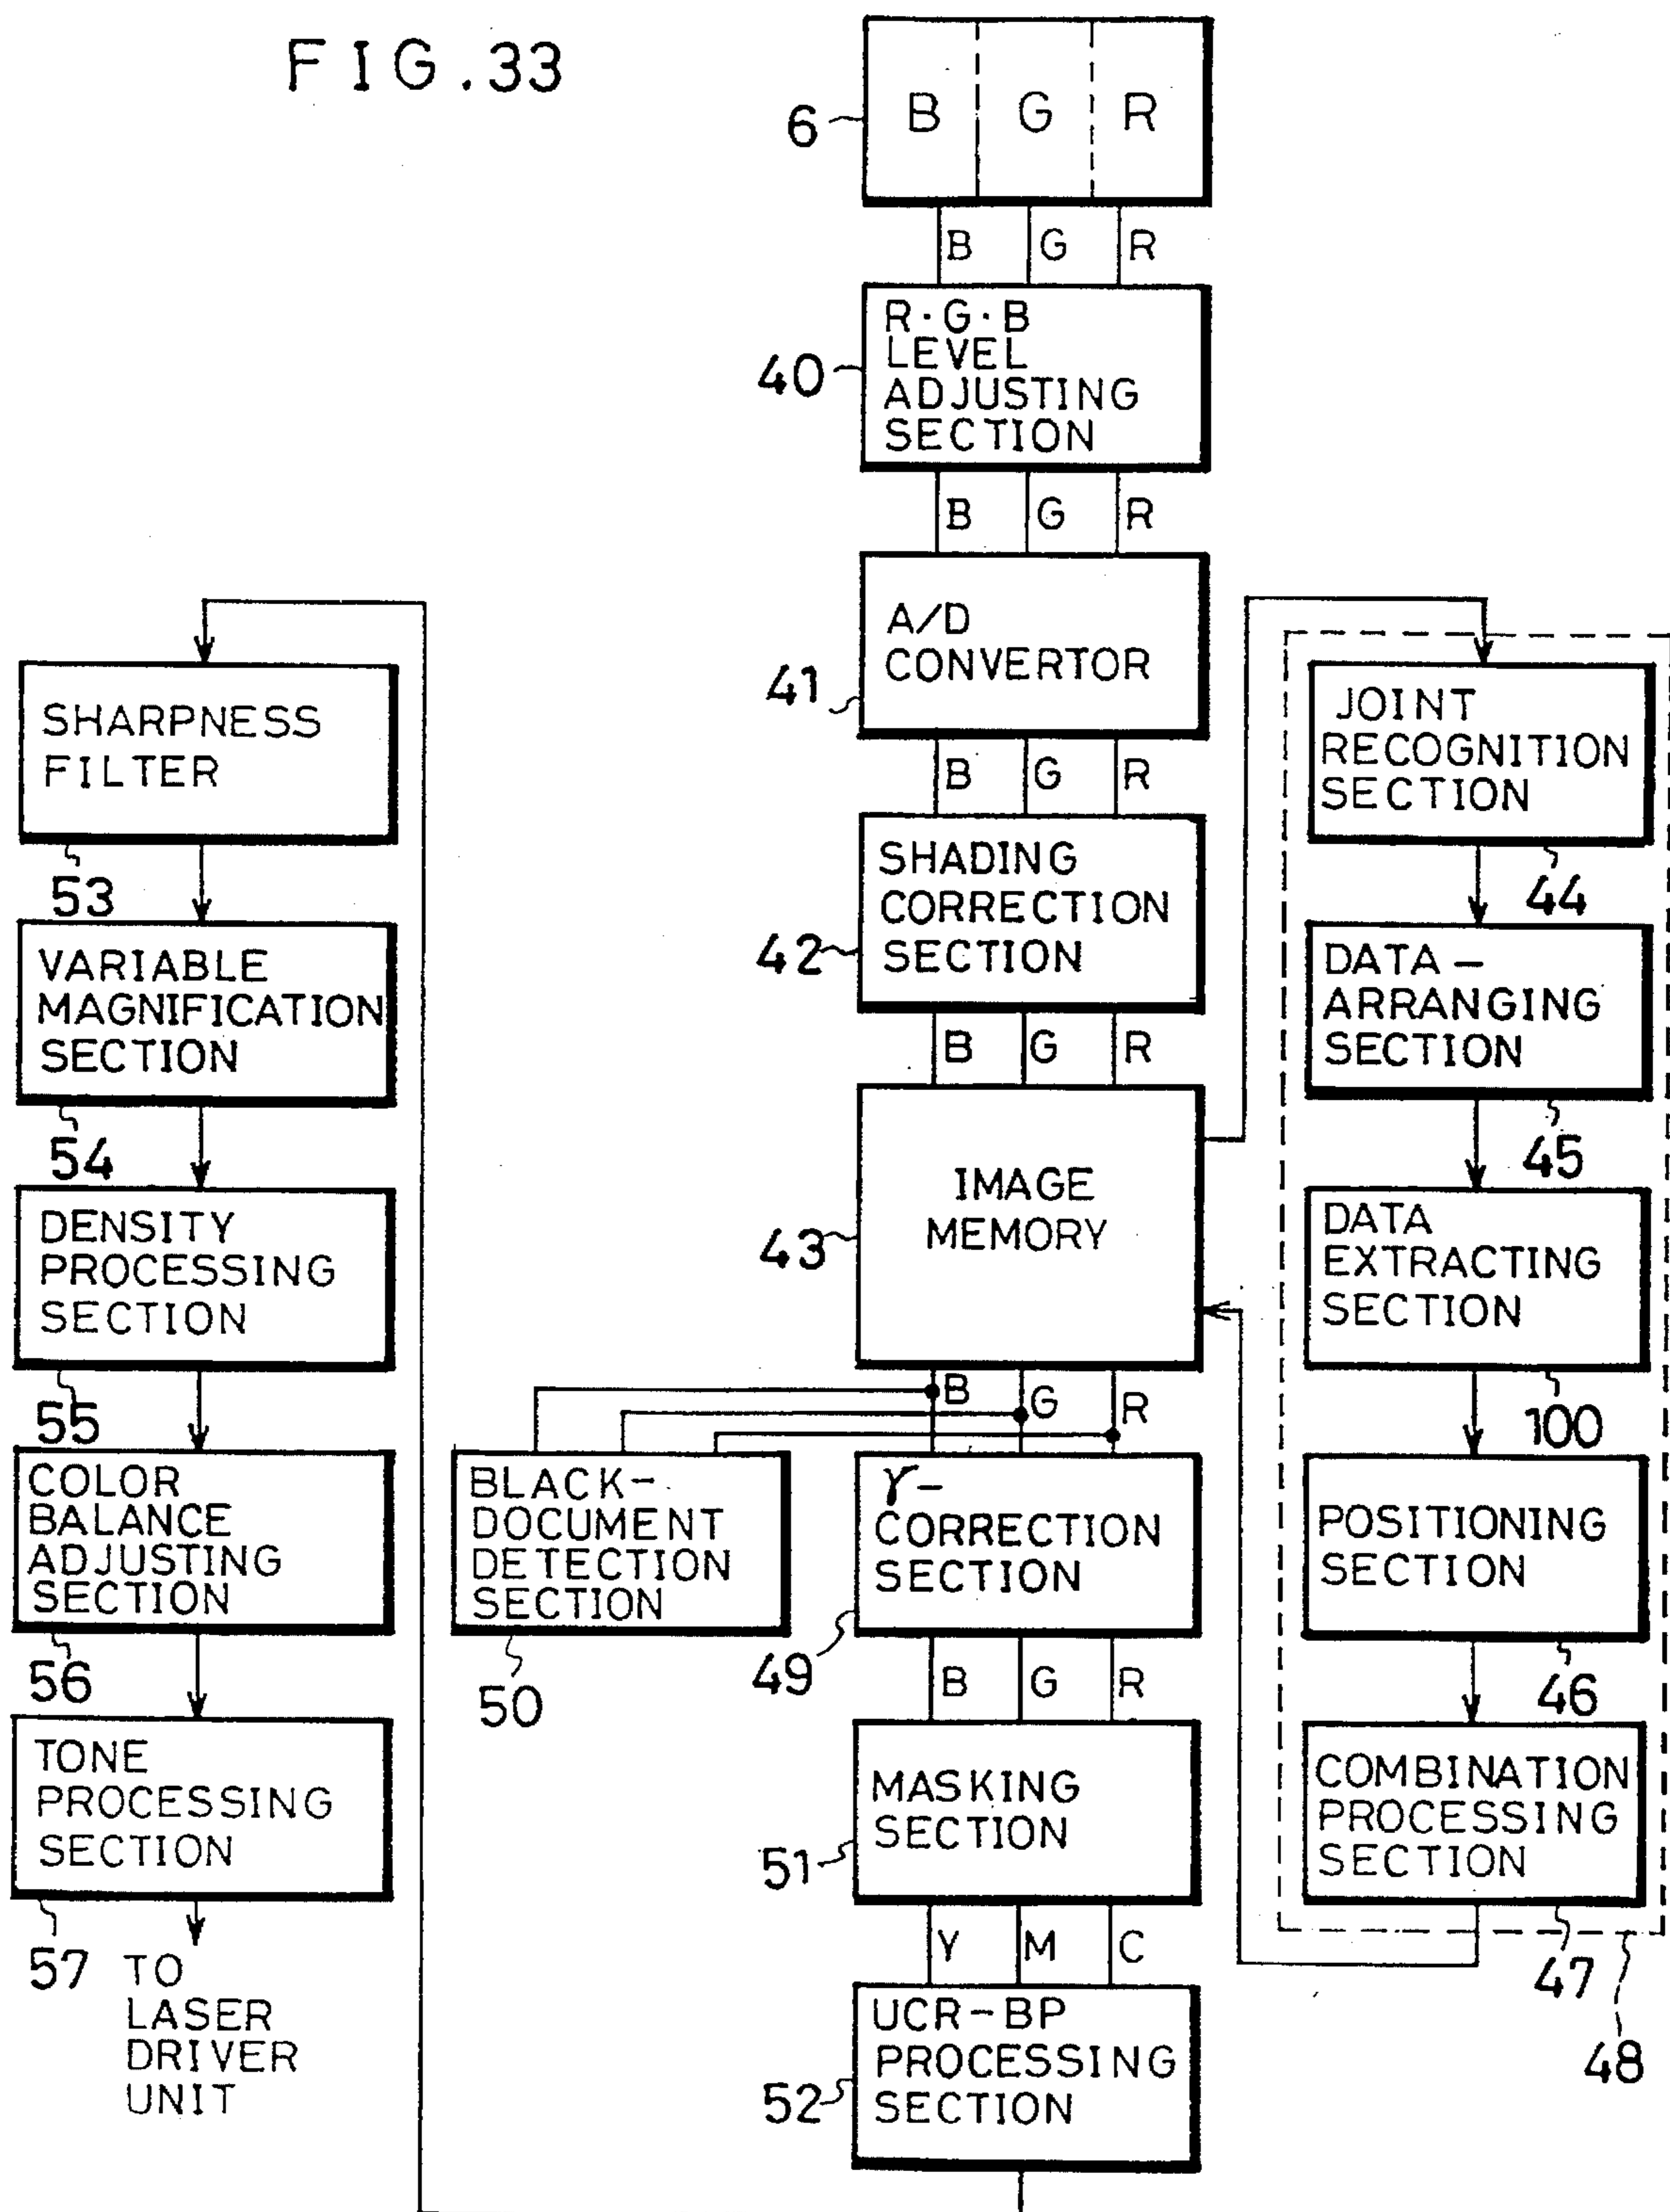 FIG.33
B G R
6
B G R
R·G·B
LEVEL
ADJUSTING
SECTION
40
B G R
A/D
CONVERTOR
41
B G R
SHADING
CORRECTION
SECTION
42
B G R
IMAGE
MEMORY
43
B G R
JOINT
RECOGNITION
SECTION
44
DATA-
ARRANGING
SECTION
45
DATA
EXTRACTING
SECTION
100
POSITIONING
SECTION
46
COMBINATION
PROCESSING
SECTION
47
48
BLACK-
DOCUMENT
DETECTION
SECTION
50
γ-
CORRECTION
SECTION
49
B G R
MASKING
SECTION
51
Y M C
UCR-BP
PROCESSING
SECTION
52
SHARPNESS
FILTER
53
VARIABLE
MAGNIFICATION
SECTION
54
DENSITY
PROCESSING
SECTION
55
COLOR
BALANCE
ADJUSTING
SECTION
56
TONE
PROCESSING
SECTION
57
TO
LASER
DRIVER
UNIT